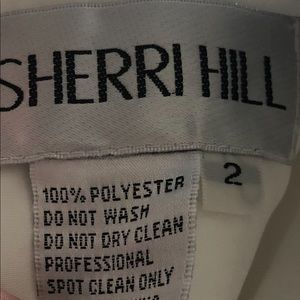 SHERRI HILL
2
100% POLYESTER
DO NOT WASH
DO NOT DRY CLEAN
PROFESSIONAL
SPOT CLEAN ONLY